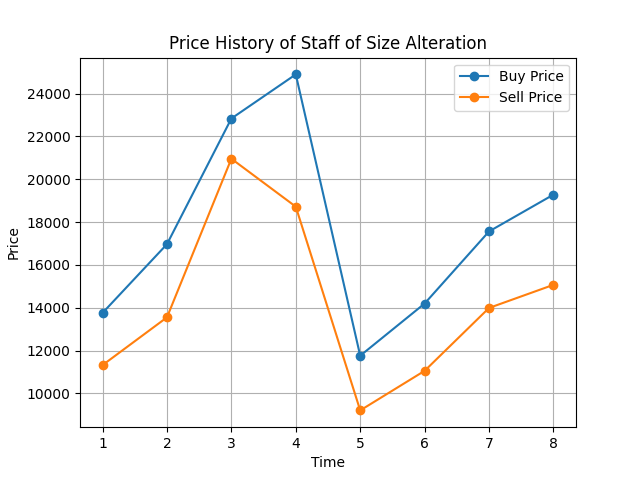 Price History of Staff of Size Alteration
Buy Price
Sell Price
Price
24000
22000
20000
18000
16000
14000
12000
10000
1 2 3 4 5 6 7 8
Time